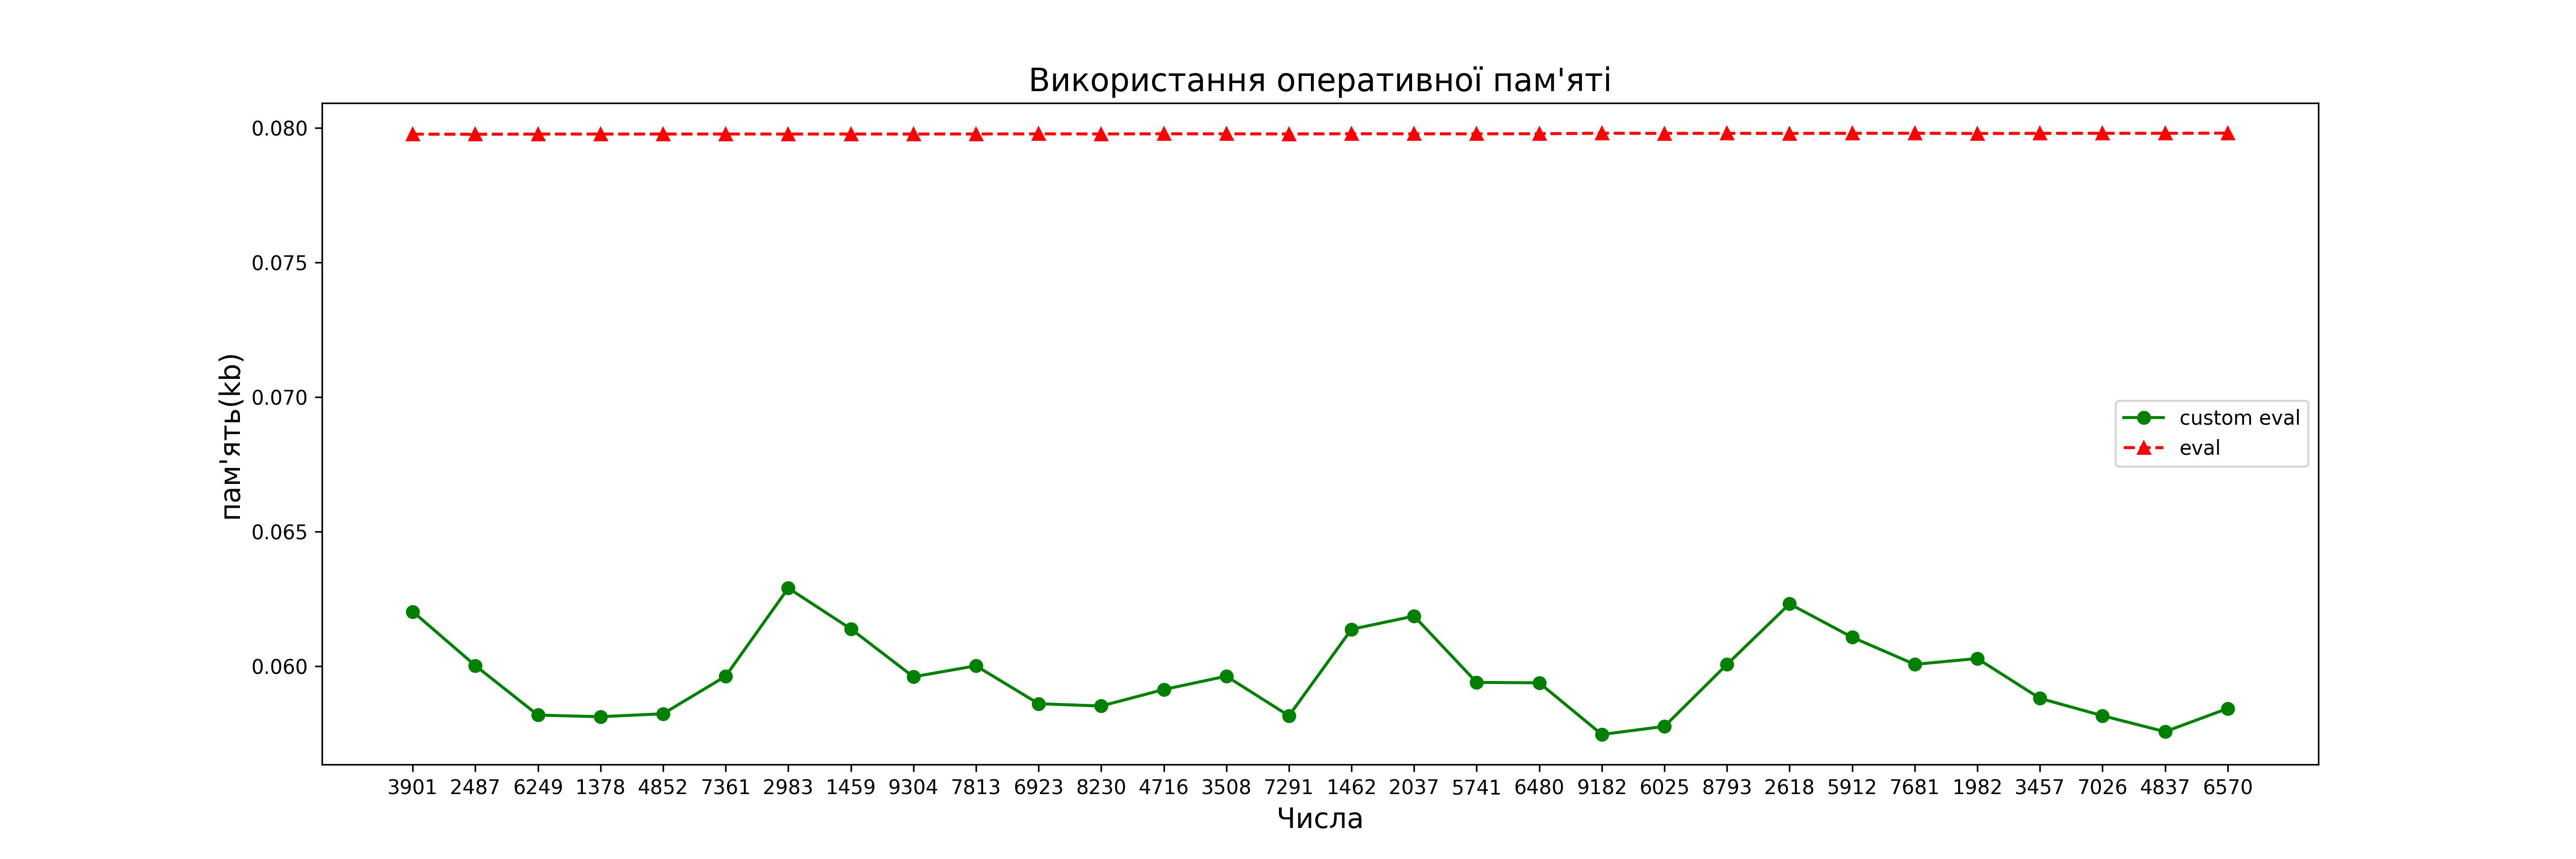 Використання оперативної пам'яті
0.080
0.075
0.070
0.065
0.060
пам'ять(kb)
custom eval
eval
3901 2487 6249 1378 4852 7361 2983 1459 9304 7813 6923 8230 4716 3508 7291 1462 2037 5741 6480 9182 6025 8793 2618 5912 7681 1982 3457 7026 4837 6570
Числа